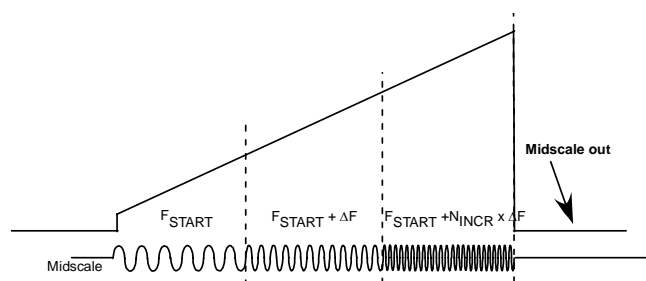 Midscale out
FSTART
FSTART + ΔF
FSTART +NINCR x ΔF
Midscale